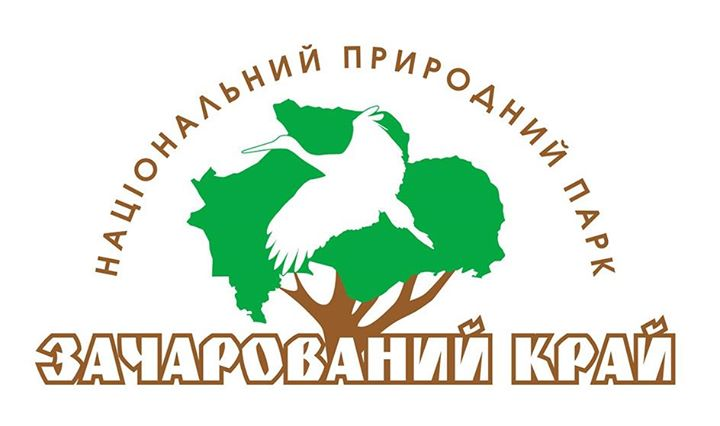 НАЦІОНАЛЬНИЙ ПРИРОДНИЙ ПАРК
ЗАЧАРОВАНИЙ КРАЙ